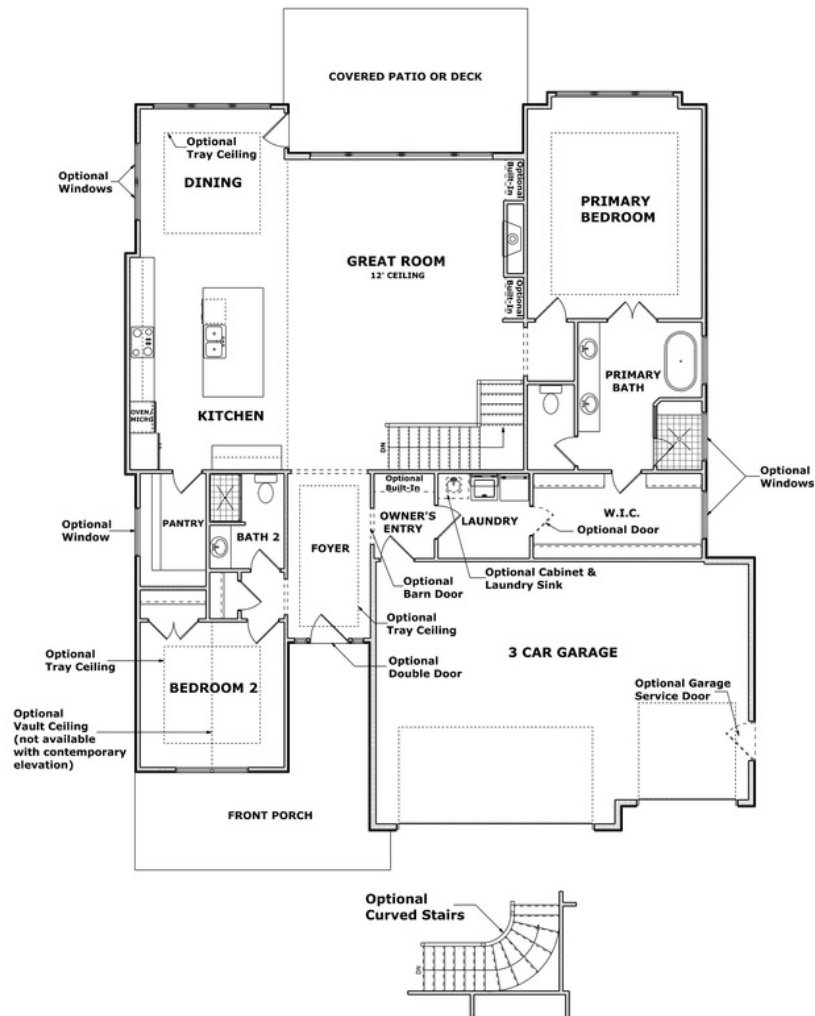 COVERED PATIO OR DECK
Optional
Tray Ceiling
Optional
Windows
DINING
Optional
Built-In
PRIMARY
BEDROOM
GREAT ROOM
12' CEILING
Optional
Built-In
PRIMARY
BATH
OVEN/
MICRO
KITCHEN
DN
Optional
Windows
Optional
Built-In
Optional
Window
PANTRY
BATH 2
FOYER
OWNER'S
ENTRY
LAUNDRY
W.I.C.
Optional Door
Optional
Barn Door
Optional Cabinet &
Laundry Sink
Optional
Tray Ceiling
Optional
Tray Ceiling
Optional
Double Door
3 CAR GARAGE
BEDROOM 2
Optional Garage
Service Door
Optional
Vault Ceiling
(not available
with contemporary
elevation)
FRONT PORCH
Optional
Curved Stairs
DN